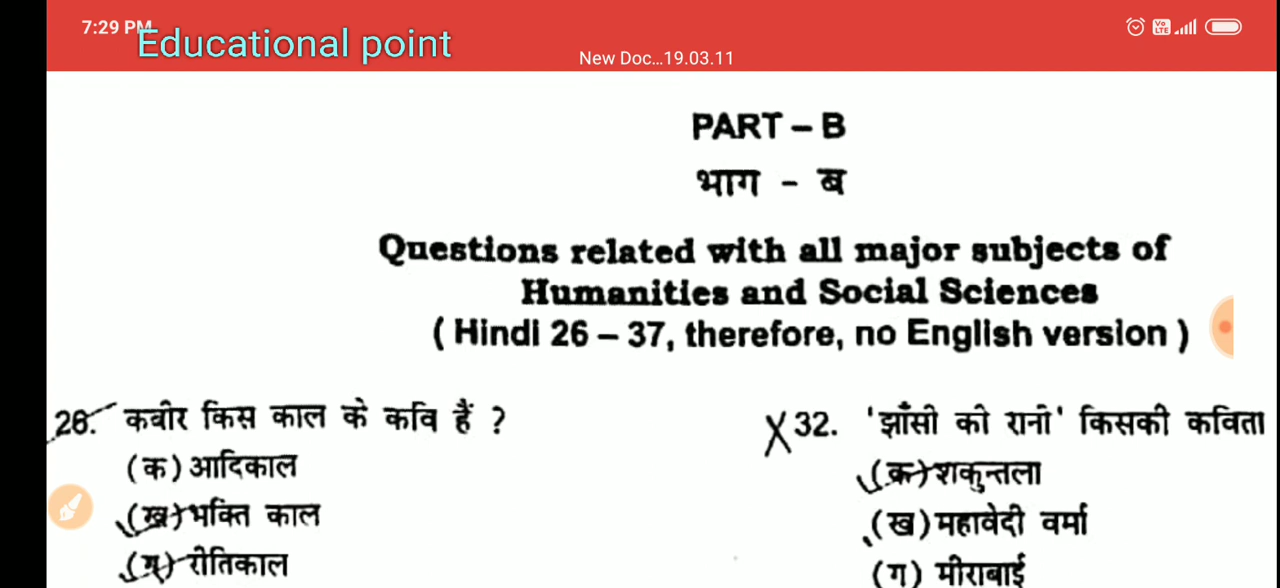 7:29 PM
Educational point
New Doc...19.03.11
PART – B
भाग - ब
Questions related with all major subjects of
Humanities and Social Sciences
( Hindi 26 – 37, therefore, no English version )
26. कबीर किस काल के कवि हैं ?
(क) आदिकाल
(ख) भक्ति काल
(ग) रीतिकाल
X 32. 'झाँसी की रानी' किसकी कविता
(क) शकुन्तला
(ख) महावेदी वर्मा
(ग) मीराबाई